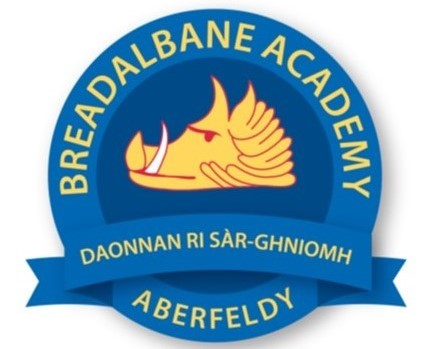 BREADALBANE ACADEMY
DAONNAN RI SÀR-GHNIOMH
ABERFELDY